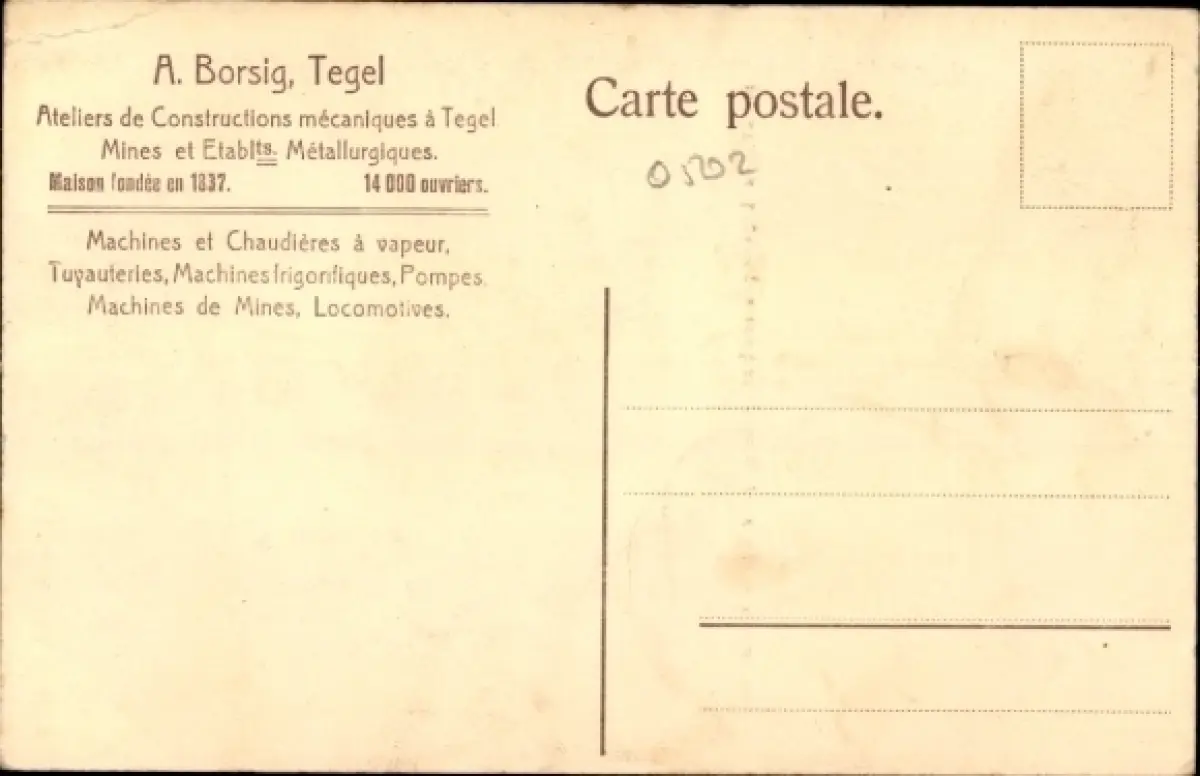 A. Borsig, Tegel
Ateliers de Constructions mécaniques à Tegel
Mines et Etablts. Métallurgiques.
Maison fondée en 1837. 14 000 ouvriers.
Machines et Chaudières à vapeur,
Tuyauteries, Machines frigorifiques, Pompes,
Machines de Mines, Locomotives.
Carte postale.